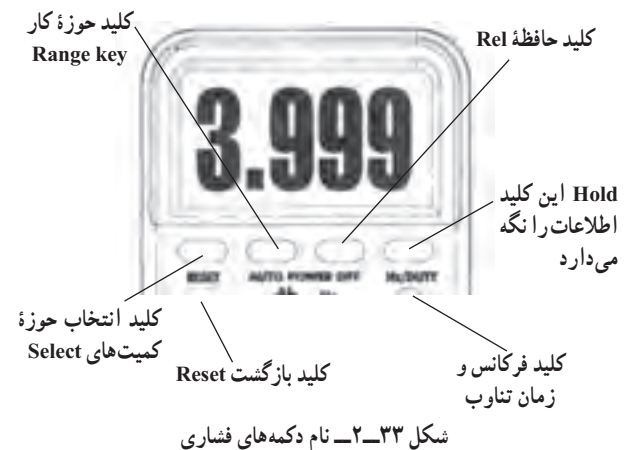 کلید حوزهٔ کار
Range key
کلید حافظهٔ Rel
3.999
Hold این کلید
اطلاعات را نگه
می‌دارد
RESET
AUTO POWER OFF
Hz/DUTY
کلید انتخاب حوزهٔ
کمیت‌های Select
کلید بازگشت Reset
کلید فرکانس و
زمان تناوب
شکل ۳۳ــ۲ــ نام دکمه‌های فشاری